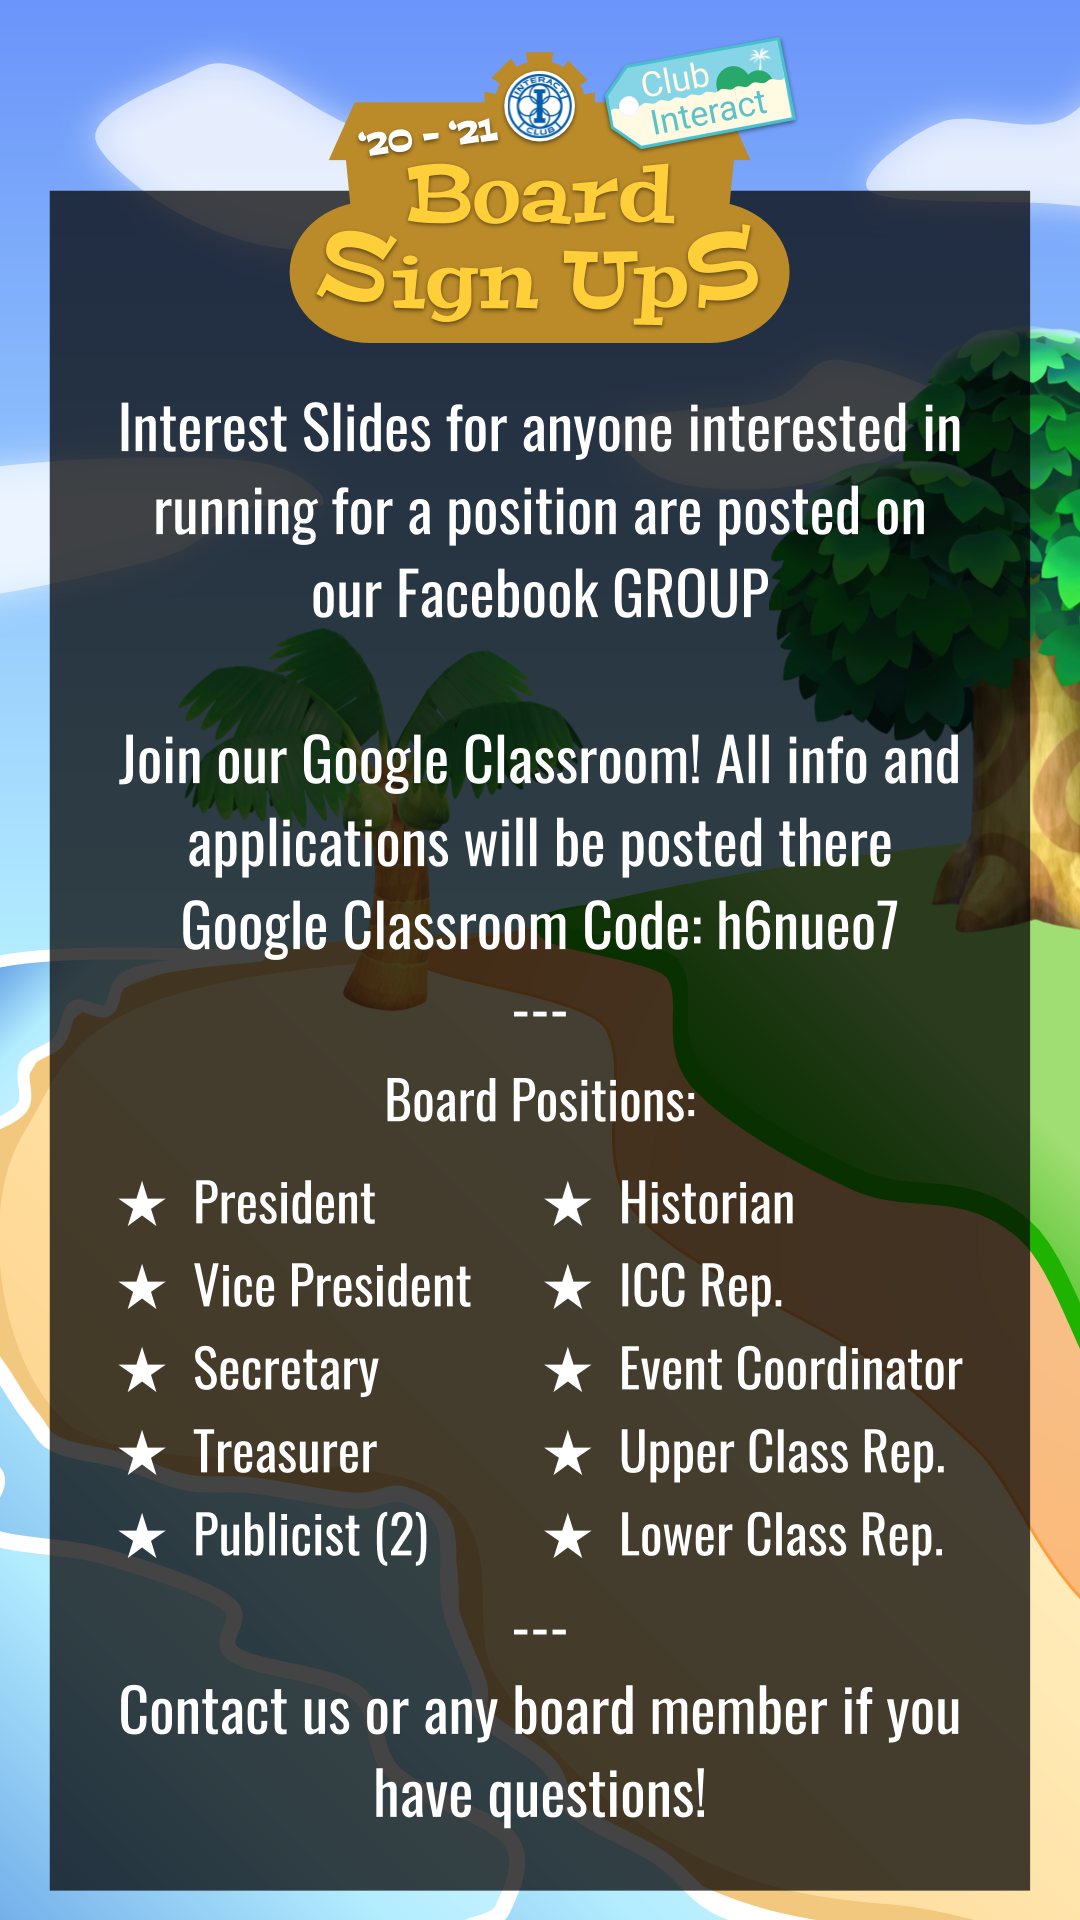 '20 - '21
INTERACT
I
CLUB
Club
Interact
Board
Sign UpS
Interest Slides for anyone interested in
running for a position are posted on
our Facebook GROUP
Join our Google Classroom! All info and
applications will be posted there
Google Classroom Code: h6nueo7
---
Board Positions:
★ President
★ Vice President
★ Secretary
★ Treasurer
★ Publicist (2)
★ Historian
★ ICC Rep.
★ Event Coordinator
★ Upper Class Rep.
★ Lower Class Rep.
---
Contact us or any board member if you
have questions!